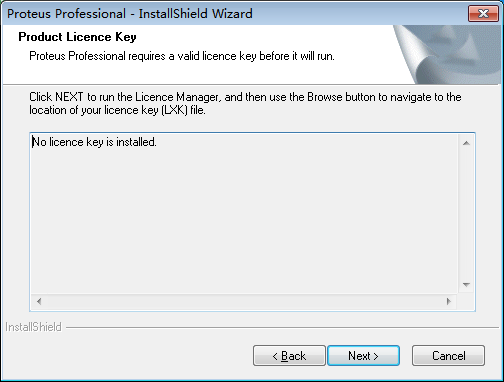 Proteus Professional - InstallShield Wizard
Product Licence Key
Proteus Professional requires a valid licence key before it will run.
Click NEXT to run the Licence Manager, and then use the Browse button to navigate to the
location of your licence key (LXK) file.
No licence key is installed.
InstallShield
< Back
Next >
Cancel